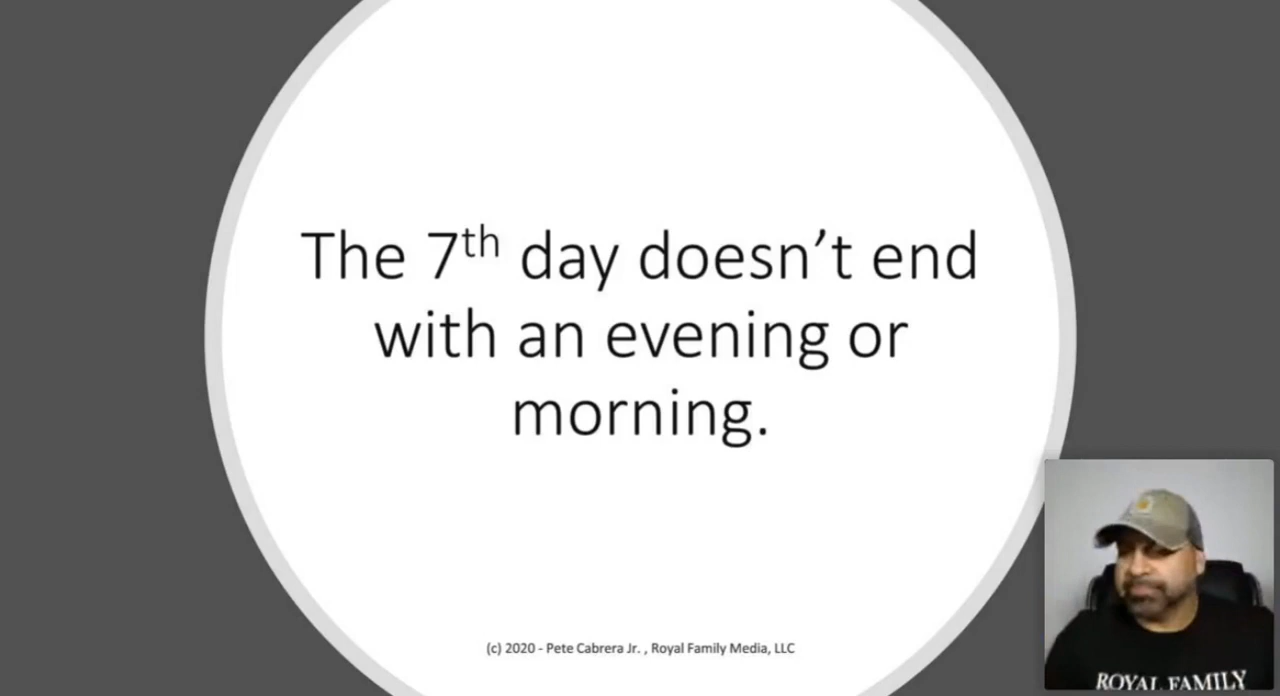 The 7th day doesn’t end
with an evening or
morning.
(c) 2020 - Pete Cabrera Jr. , Royal Family Media, LLC
ROYAL FAMILY